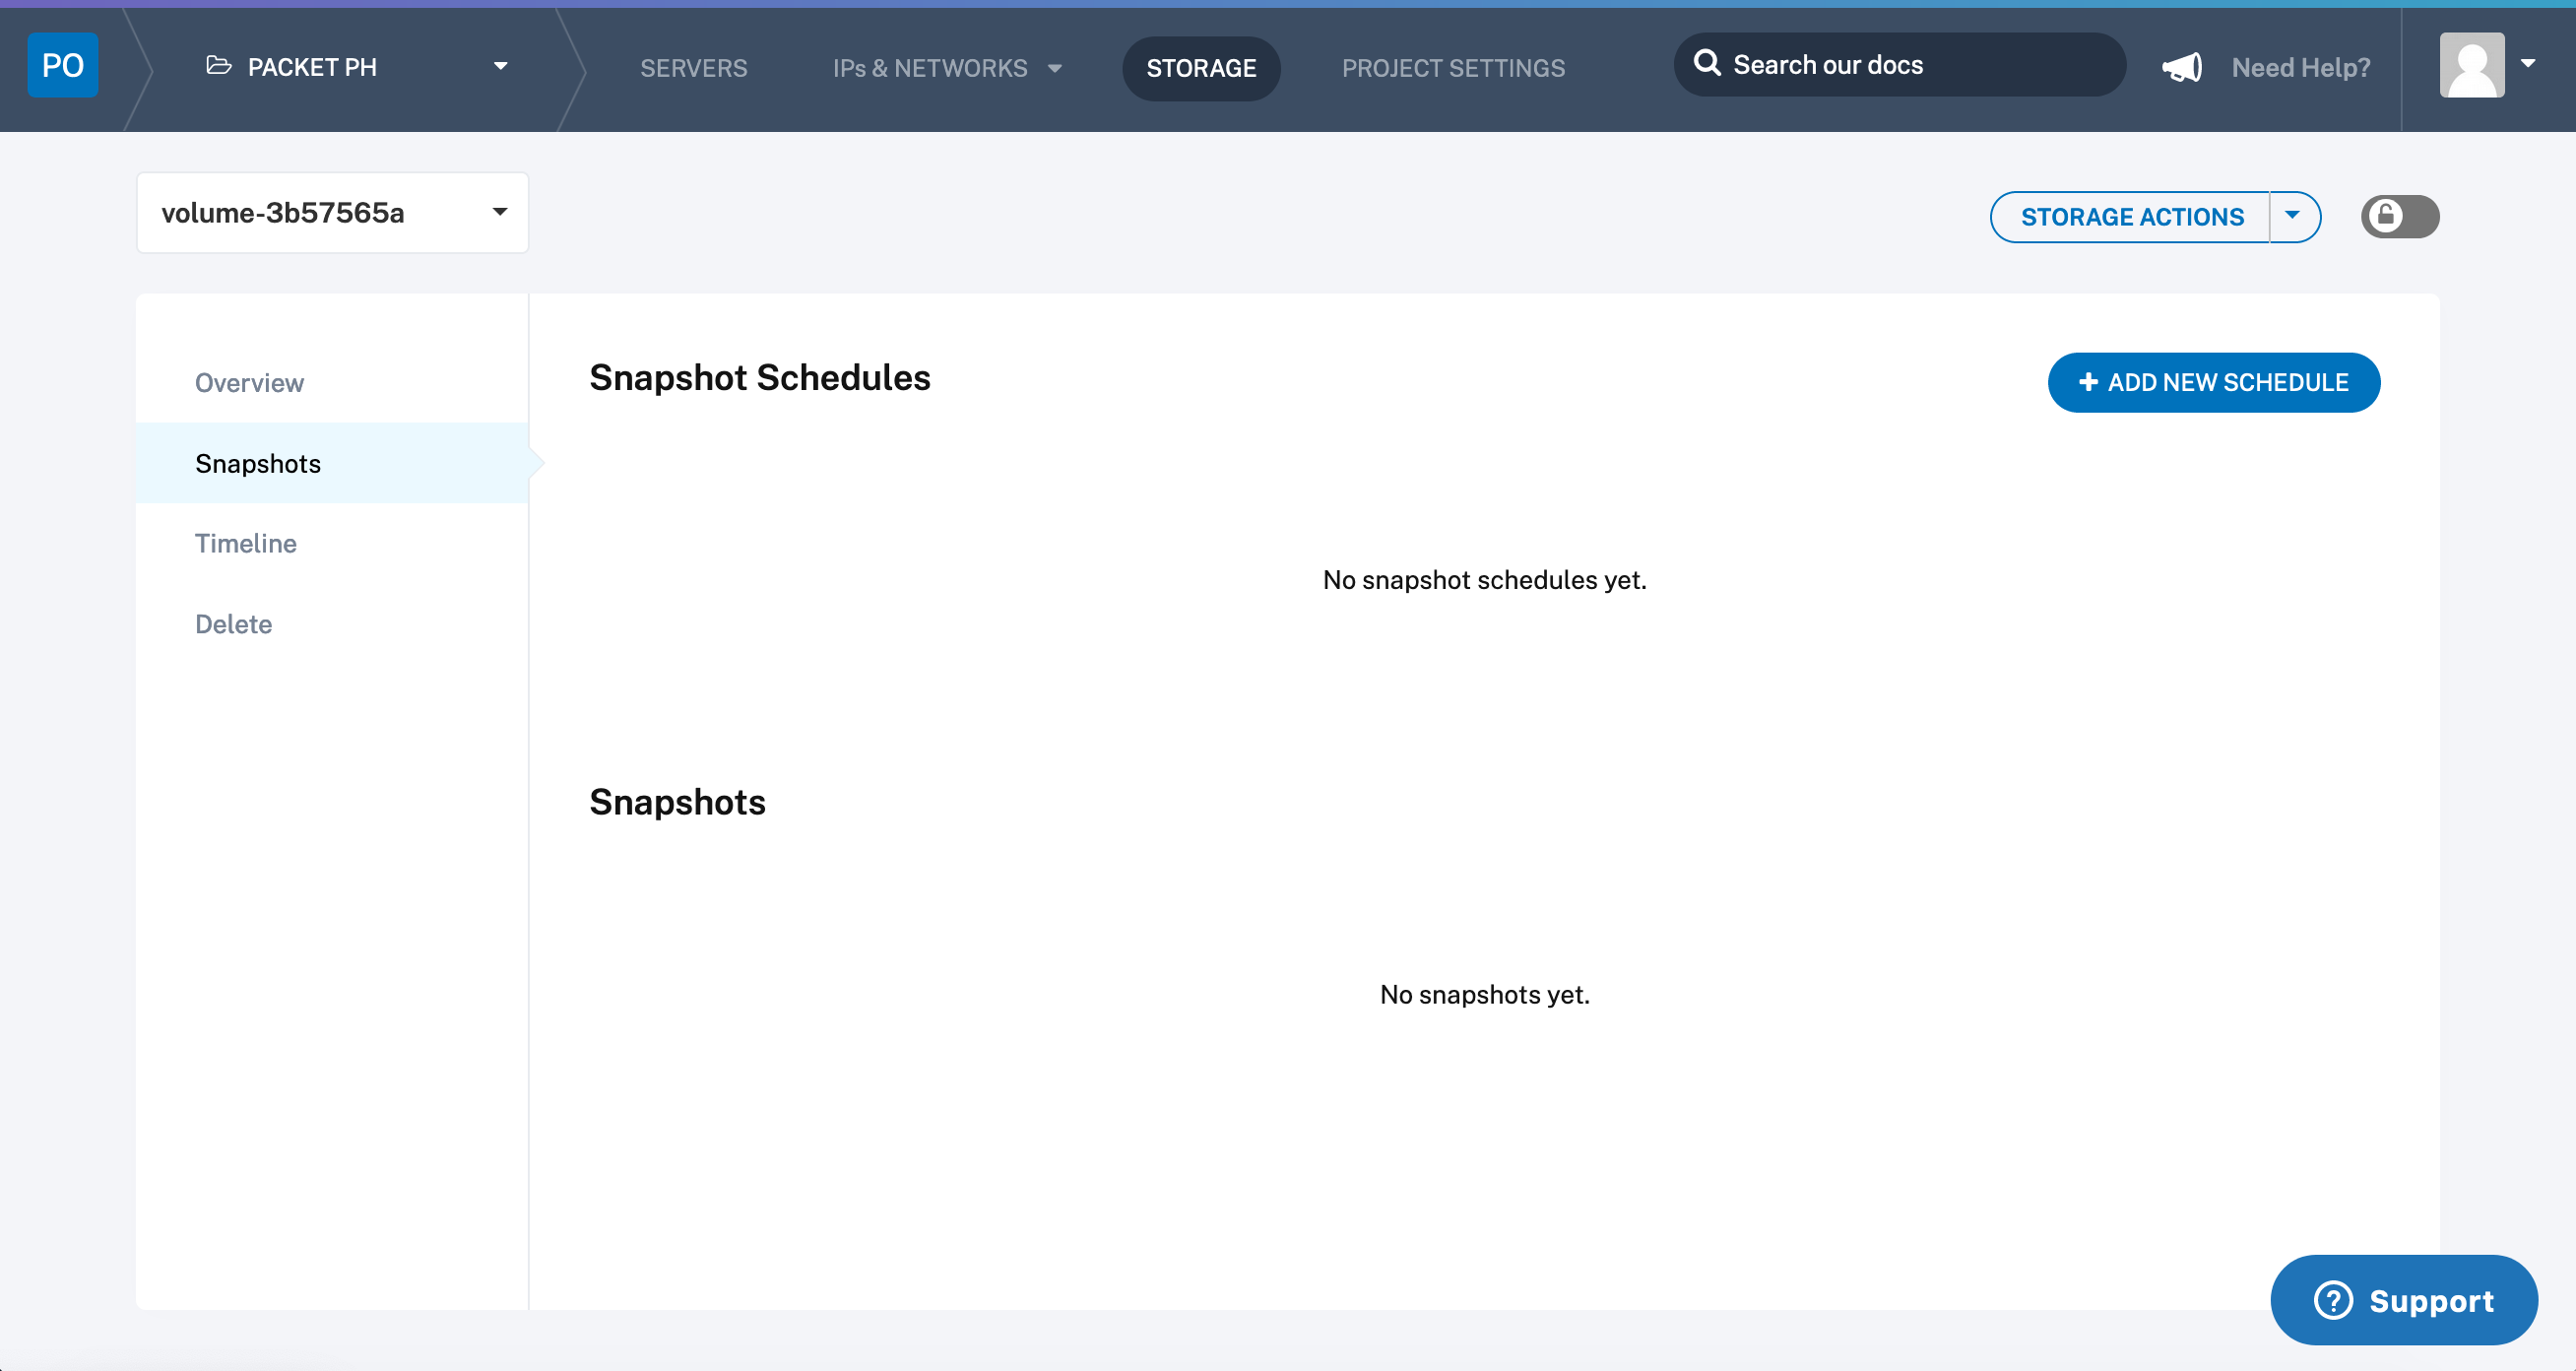 PO
PACKET PH
SERVERS
IPs & NETWORKS
STORAGE
PROJECT SETTINGS
Search our docs
Need Help?
volume-3b57565a
STORAGE ACTIONS
Overview
Snapshots
Timeline
Delete
Snapshot Schedules
+ ADD NEW SCHEDULE
No snapshot schedules yet.
Snapshots
No snapshots yet.
? Support